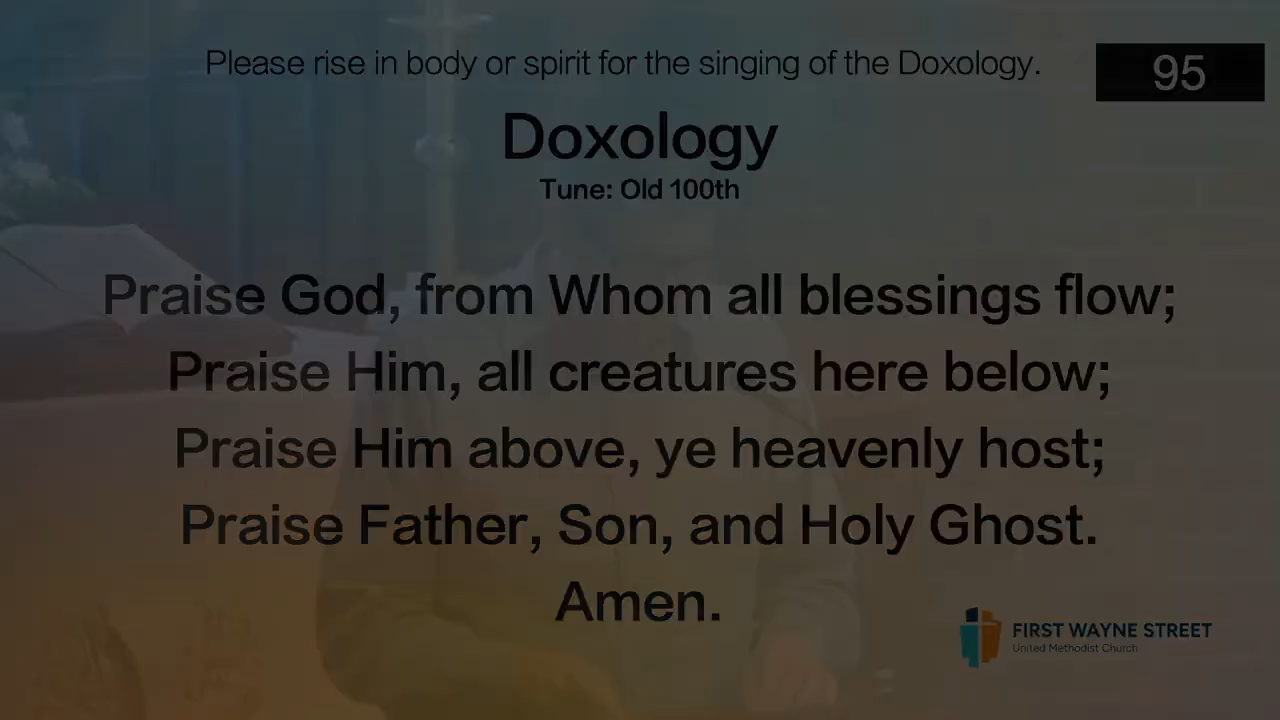 Please rise in body or spirit for the singing of the Doxology.
95
Doxology
Tune: Old 100th
Praise God, from Whom all blessings flow;
Praise Him, all creatures here below;
Praise Him above, ye heavenly host;
Praise Father, Son, and Holy Ghost.
Amen.
FIRST WAYNE STREET
United Methodist Church